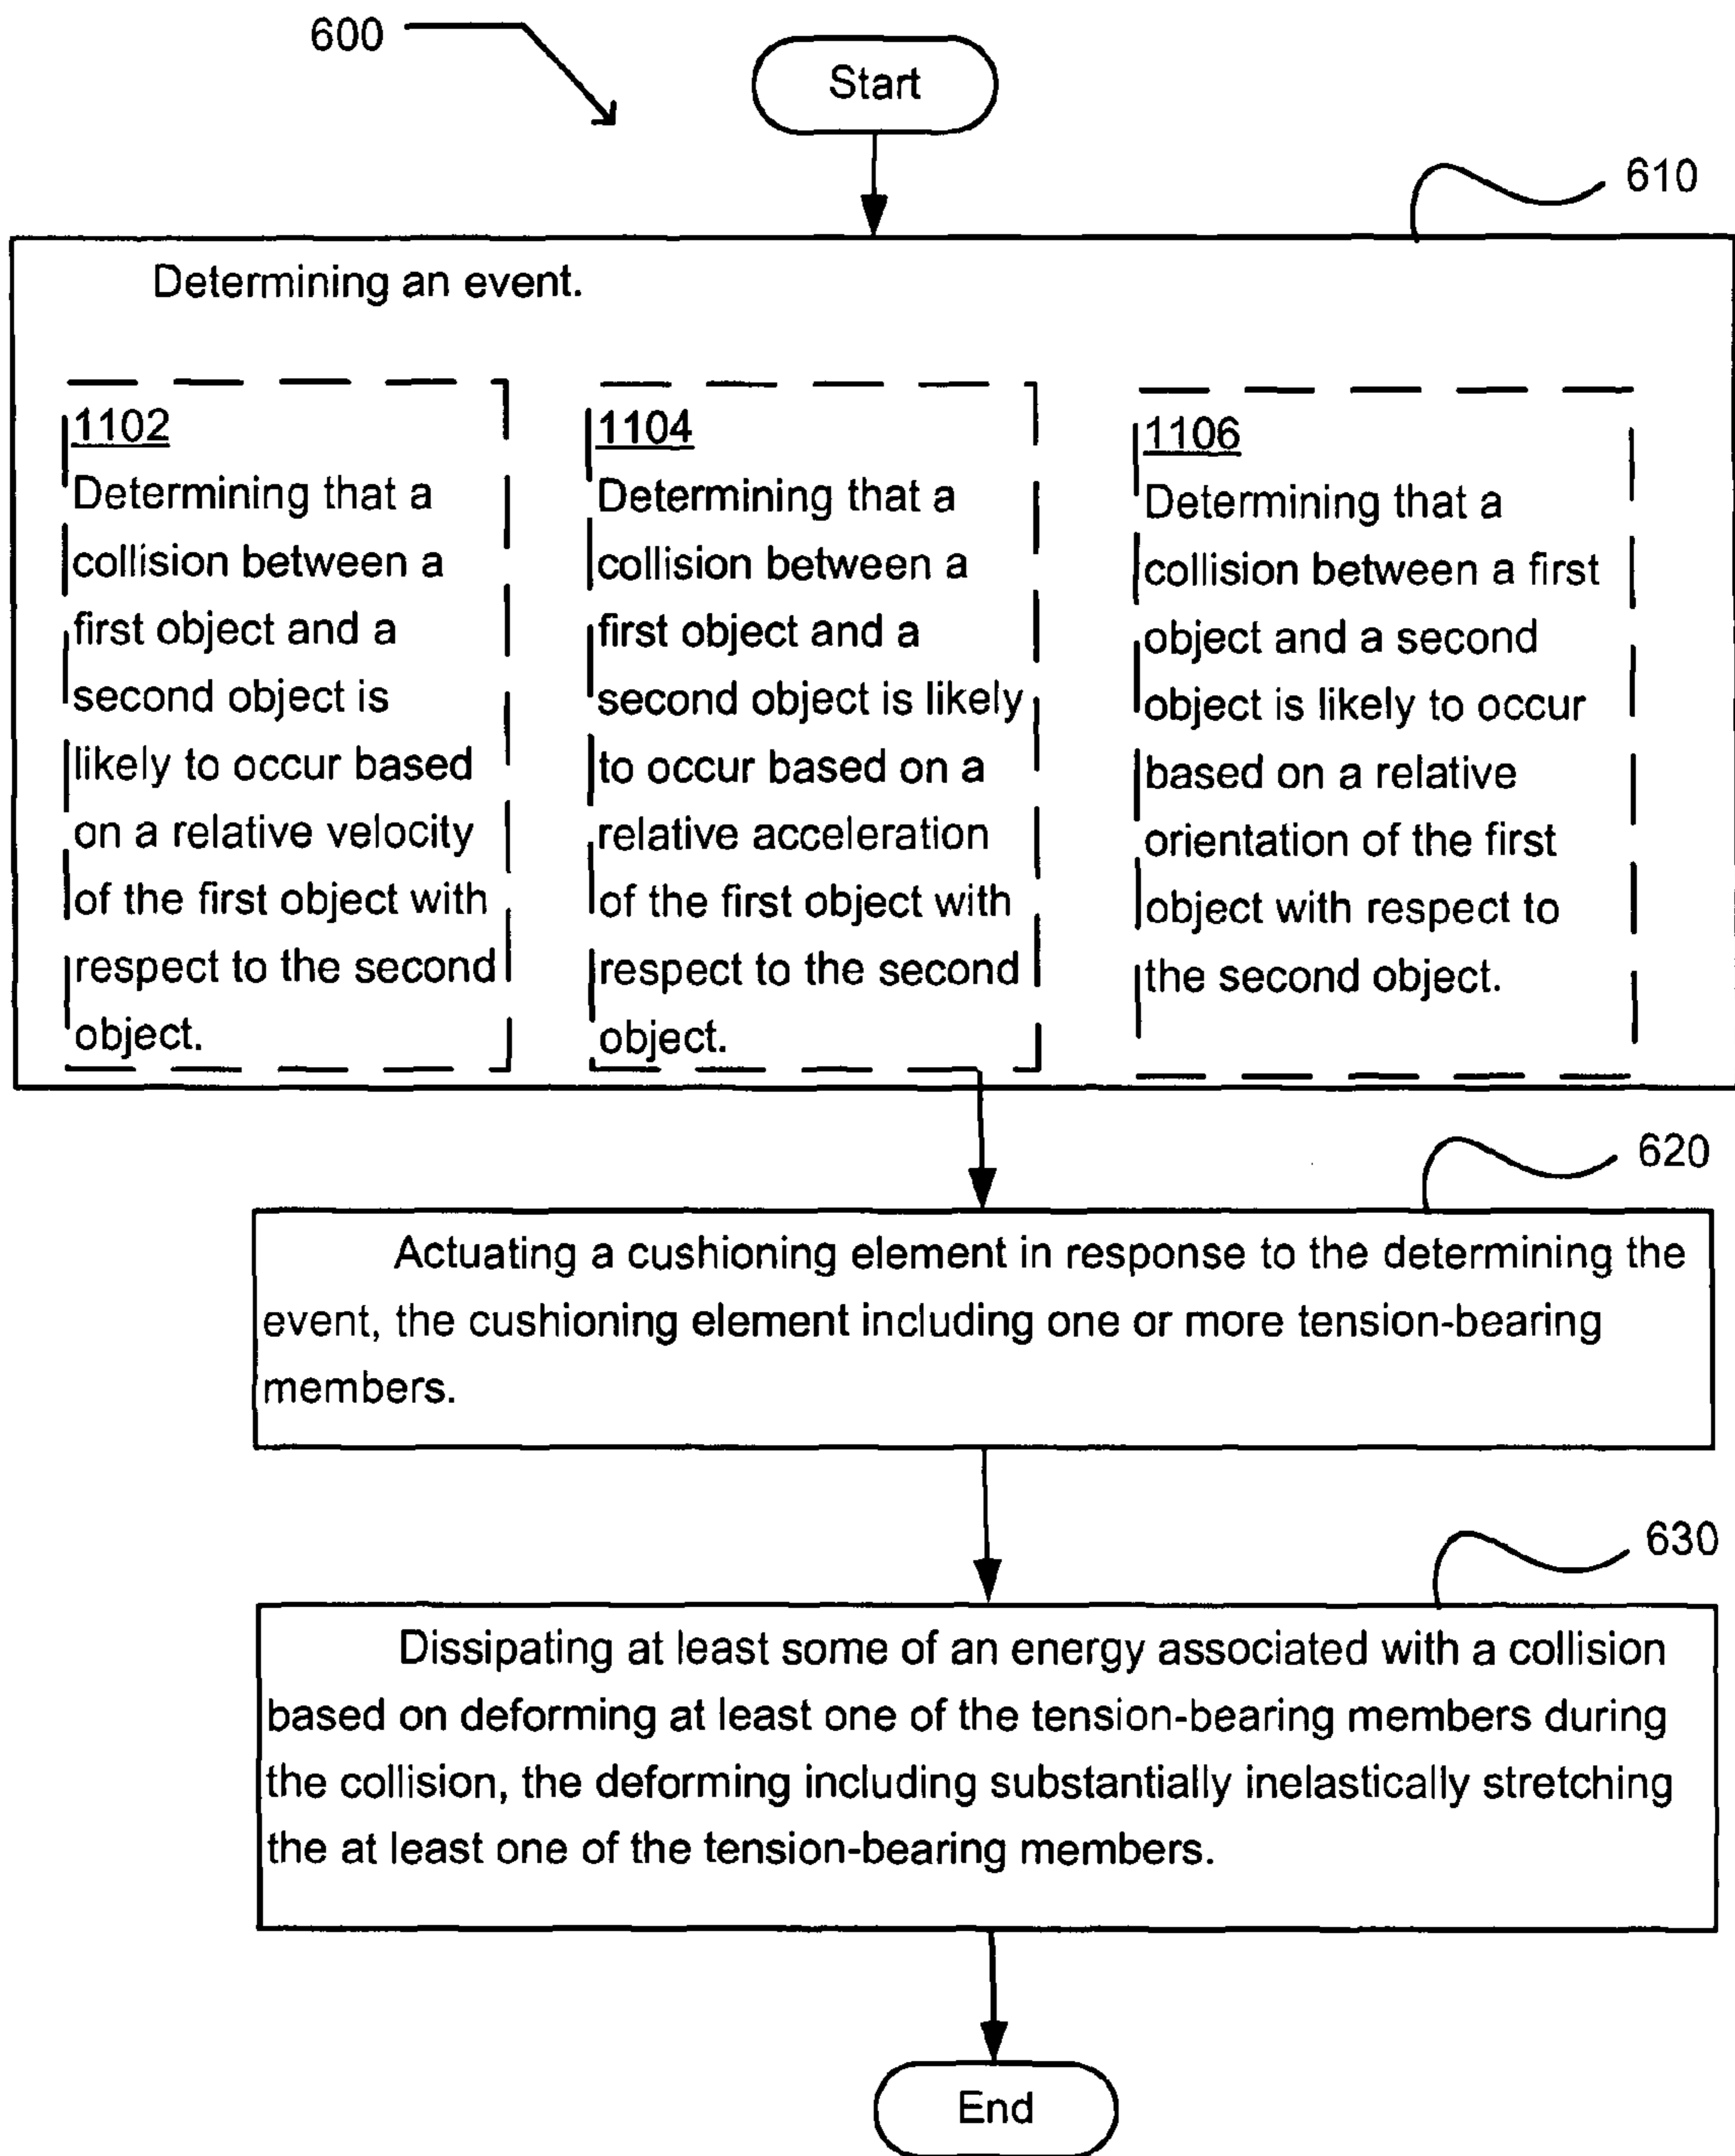 600
Start
610
Determining an event.
1102
Determining that a
collision between a
first object and a
second object is
likely to occur based
on a relative velocity
of the first object with
respect to the second
object.
1104
Determining that a
collision between a
first object and a
second object is likely
to occur based on a
relative acceleration
of the first object with
respect to the second
object.
1106
Determining that a
collision between a first
object and a second
object is likely to occur
based on a relative
orientation of the first
object with respect to
the second object.
620
Actuating a cushioning element in response to the determining the
event, the cushioning element including one or more tension-bearing
members.
630
Dissipating at least some of an energy associated with a collision
based on deforming at least one of the tension-bearing members during
the collision, the deforming including substantially inelastically stretching
the at least one of the tension-bearing members.
End